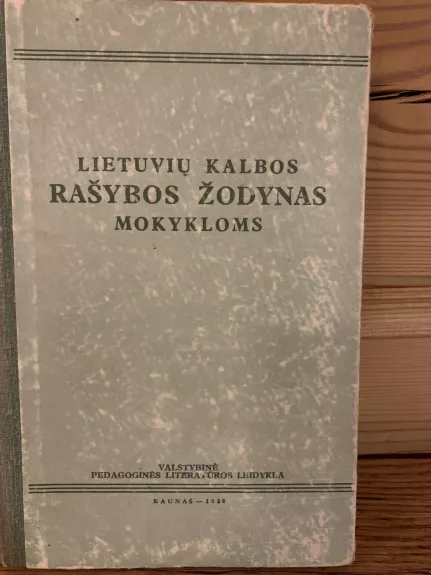 LIETUVIŲ KALBOS
RAŠYBOS ŽODYNAS
MOKYKLOMS
VALSTYBINĖ
PEDAGOGINĖS LITERATŪROS LEIDYKLA
KAUNAS —